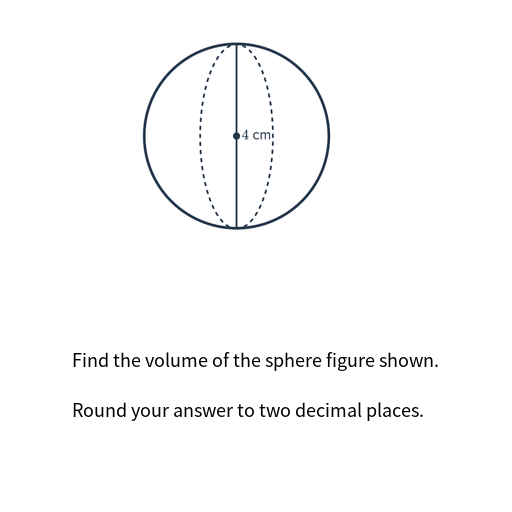 4 cm
Find the volume of the sphere figure shown.
Round your answer to two decimal places.